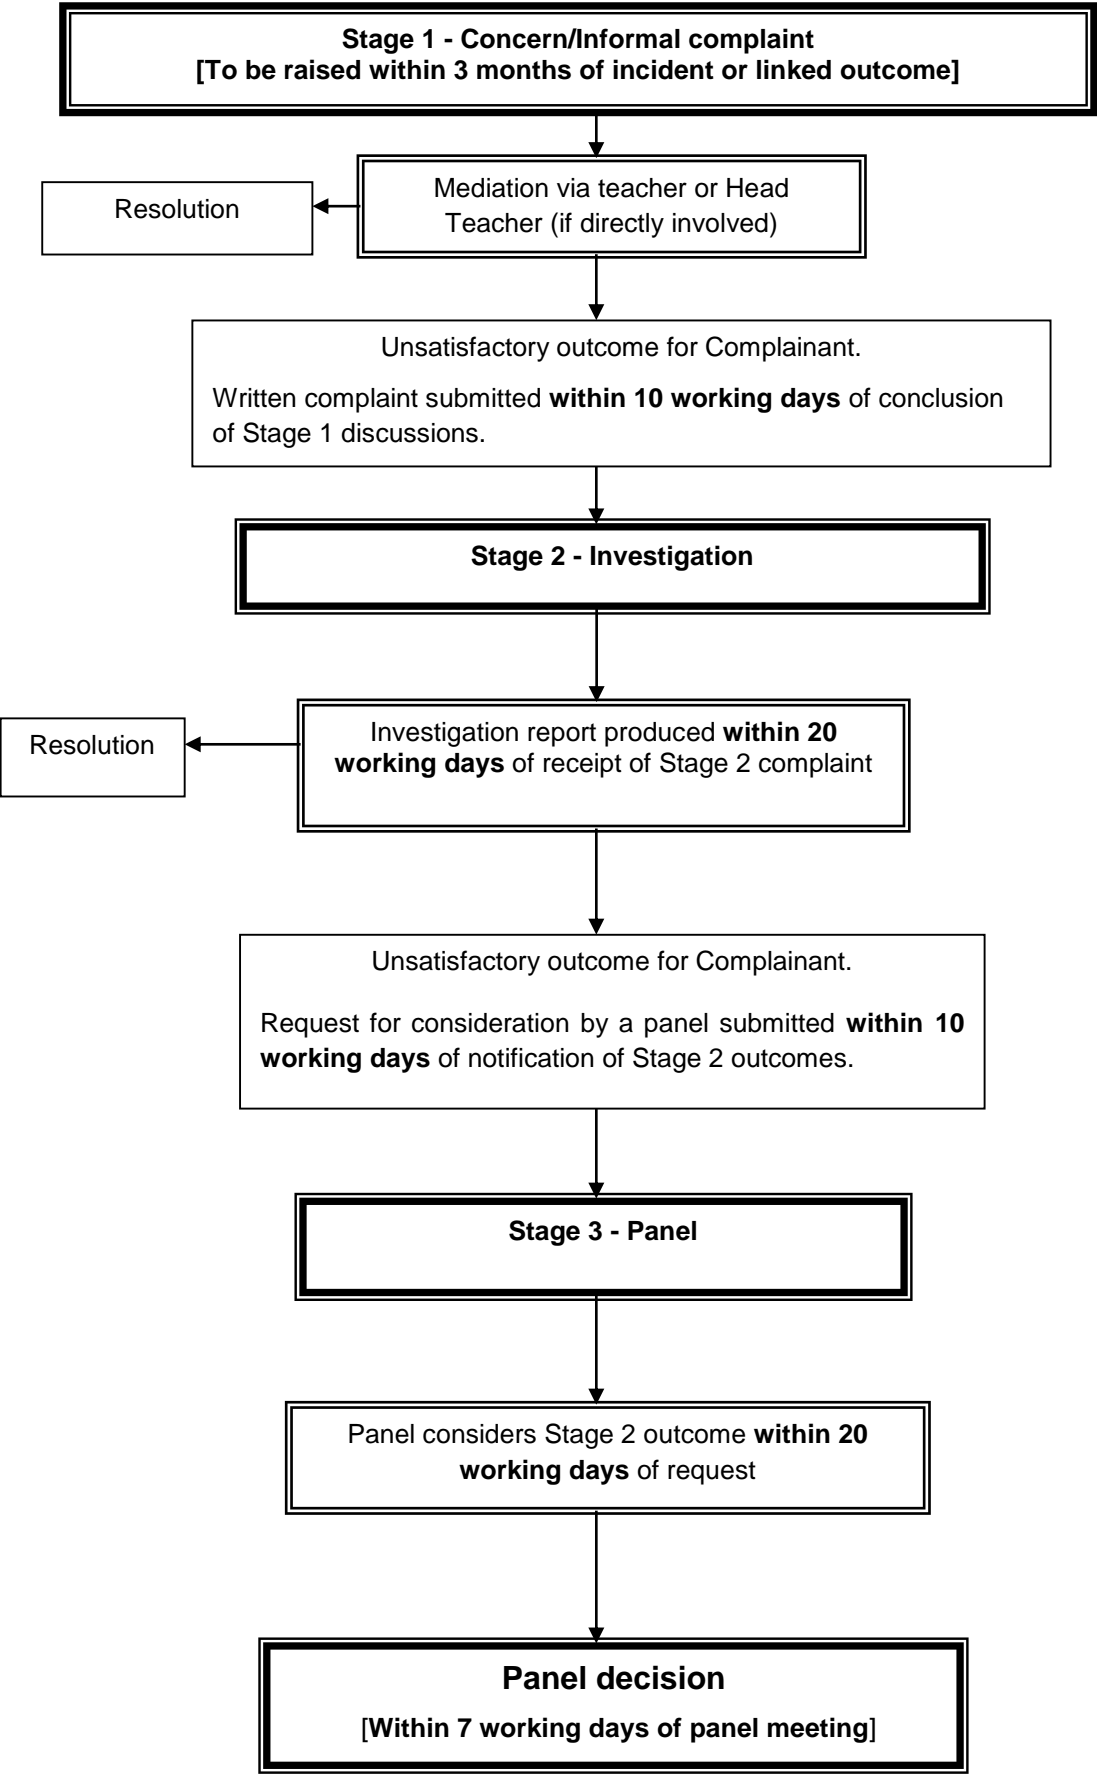 Stage 1 - Concern/Informal complaint
[To be raised within 3 months of incident or linked outcome]
Mediation via teacher or Head
Teacher (if directly involved)
Resolution
Unsatisfactory outcome for Complainant.
Written complaint submitted within 10 working days of conclusion
of Stage 1 discussions.
Stage 2 - Investigation
Investigation report produced within 20
working days of receipt of Stage 2 complaint
Resolution
Unsatisfactory outcome for Complainant.
Request for consideration by a panel submitted within 10
working days of notification of Stage 2 outcomes.
Stage 3 - Panel
Panel considers Stage 2 outcome within 20
working days of request
Panel decision
[Within 7 working days of panel meeting]